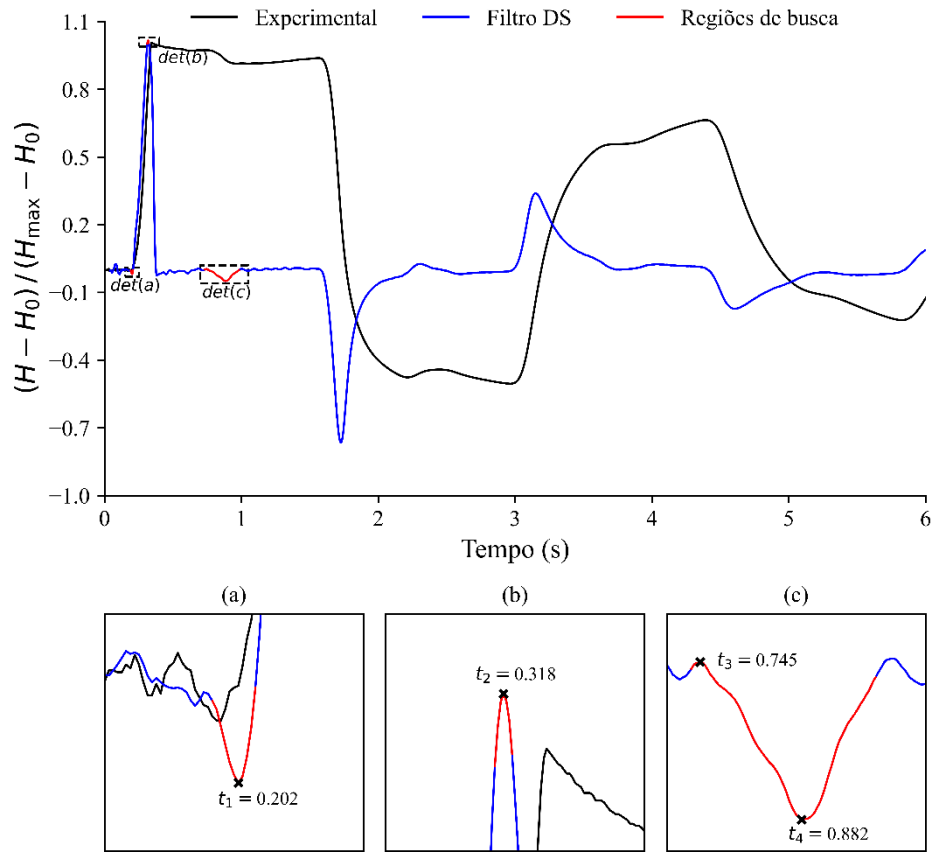 Experimental Filtro DS Regiões de busca
1.1
0.8
0.5
0.2
−0.1
−0.4
−0.7
−1.0
(H − H₀) / (Hmax − H₀)
det(b)
det(a)
det(c)
0 1 2 3 4 5 6
Tempo (s)
(a) (b) (c)
t₁ = 0.202
t₂ = 0.318
t₃ = 0.745
t₄ = 0.882